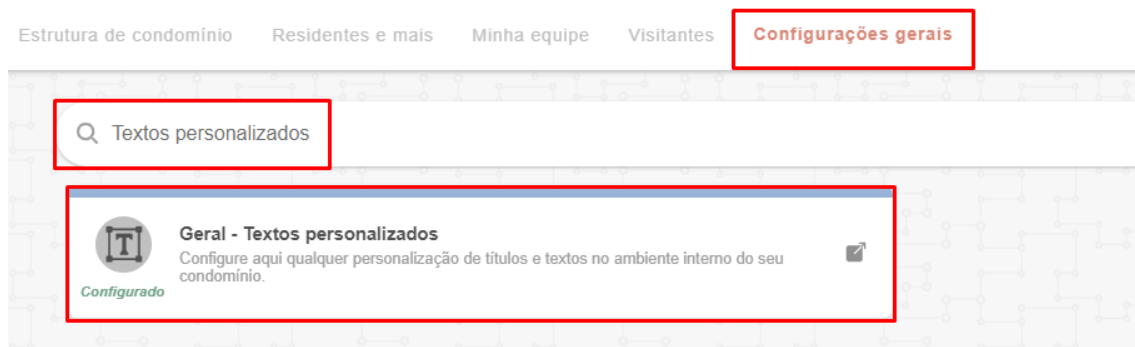 Estrutura de condomínio Residentes e mais Minha equipe Visitantes Configurações gerais
Textos personalizados
Geral - Textos personalizados
Configure aqui qualquer personalização de títulos e textos no ambiente interno do seu
condomínio.
Configurado